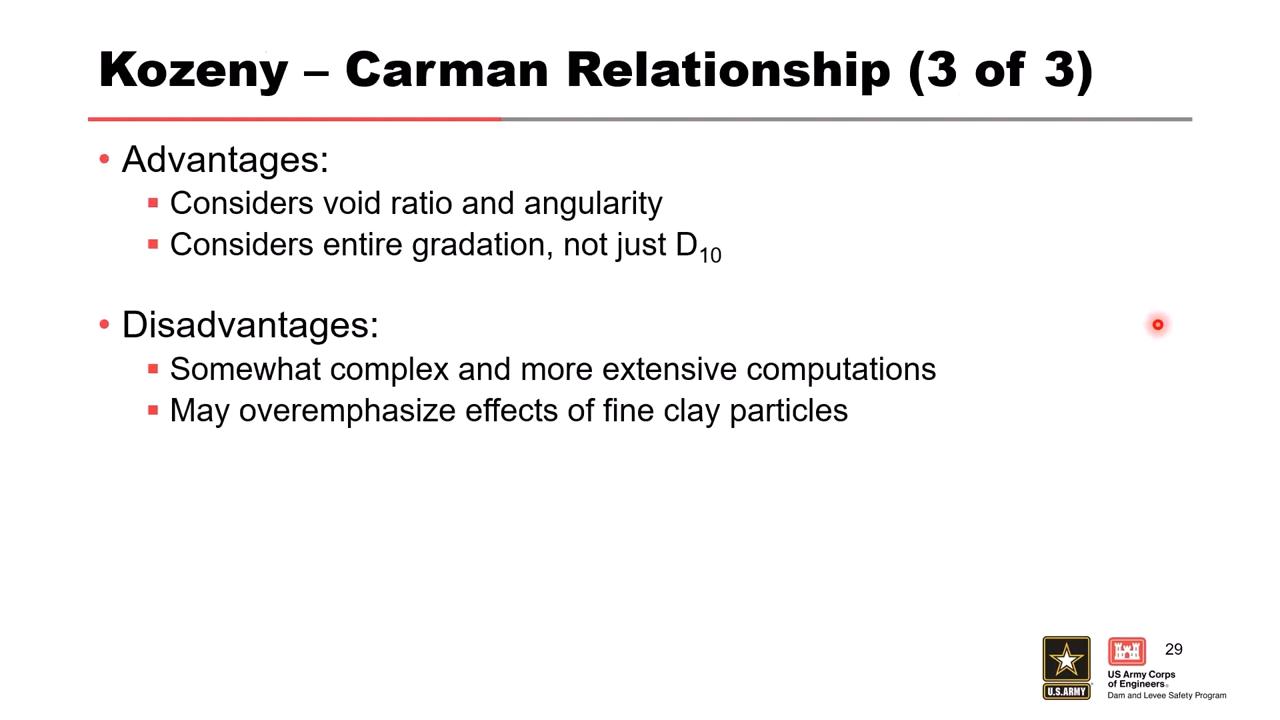 Kozeny – Carman Relationship (3 of 3)
• Advantages:
▪ Considers void ratio and angularity
▪ Considers entire gradation, not just D₁₀
• Disadvantages:
▪ Somewhat complex and more extensive computations
▪ May overemphasize effects of fine clay particles
29
U.S. ARMY
US Army Corps
of Engineers®
Dam and Levee Safety Program